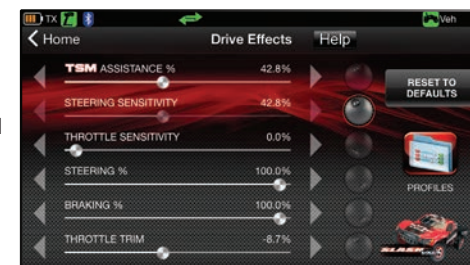 TX
Veh
Home
Drive Effects
Help
TSM ASSISTANCE % 42.8%
RESET TO
DEFAULTS
STEERING SENSITIVITY 42.8%
THROTTLE SENSITIVITY 0.0%
STEERING % 100.0%
PROFILES
BRAKING % 100.0%
THROTTLE TRIM -8.7%
SLASH